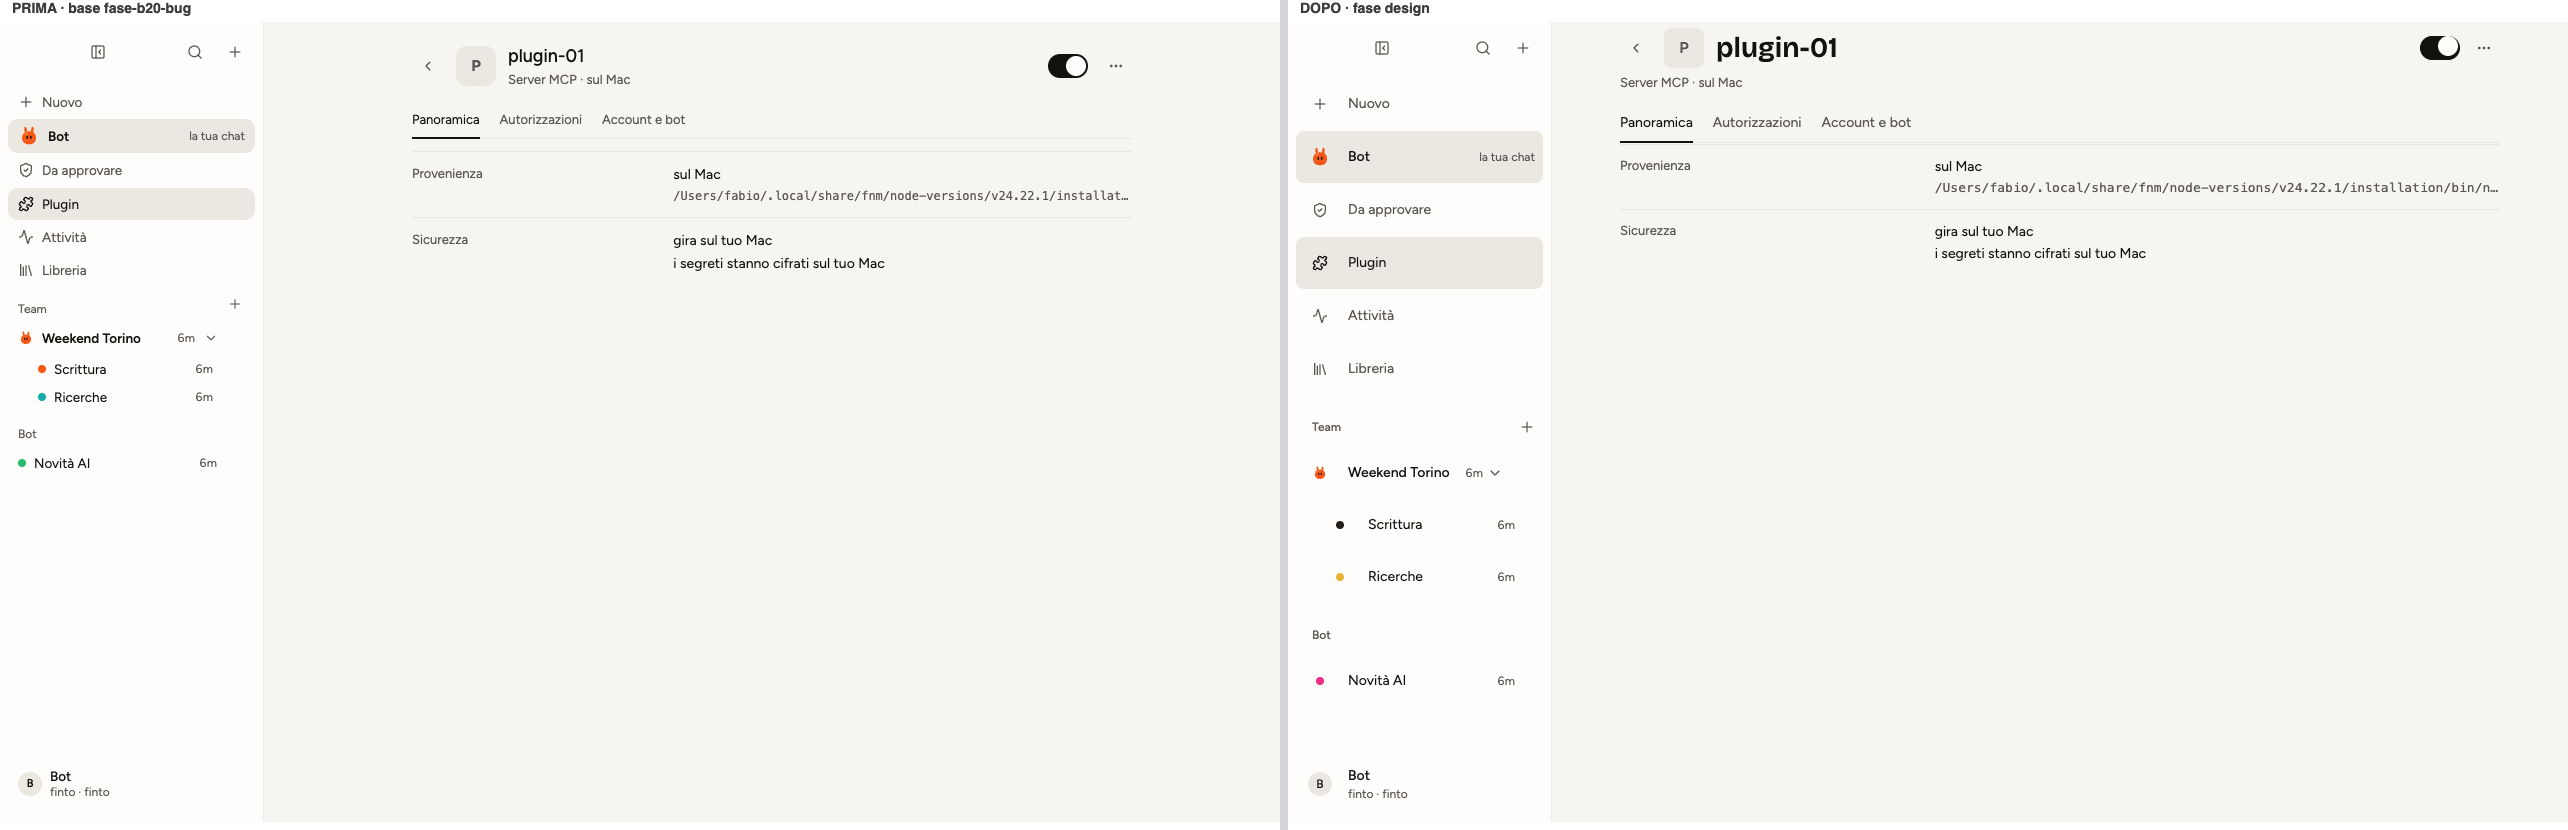 PRIMA · base fase-b20-bug
Nuovo
Bot la tua chat
Da approvare
Plugin
Attività
Libreria
Team
Weekend Torino 6m
Scrittura 6m
Ricerche 6m
Bot
Novità AI 6m
B
Bot
finto · finto
P
plugin-01
Server MCP · sul Mac
Panoramica Autorizzazioni Account e bot
Provenienza sul Mac
/Users/fabio/.local/share/fnm/node-versions/v24.22.1/installat…
Sicurezza gira sul tuo Mac
i segreti stanno cifrati sul tuo Mac
DOPO · fase design
Nuovo
Bot la tua chat
Da approvare
Plugin
Attività
Libreria
Team
Weekend Torino 6m
Scrittura 6m
Ricerche 6m
Bot
Novità AI 6m
B
Bot
finto · finto
P
plugin-01
Server MCP · sul Mac
Panoramica Autorizzazioni Account e bot
Provenienza sul Mac
/Users/fabio/.local/share/fnm/node-versions/v24.22.1/installation/bin/n…
Sicurezza gira sul tuo Mac
i segreti stanno cifrati sul tuo Mac